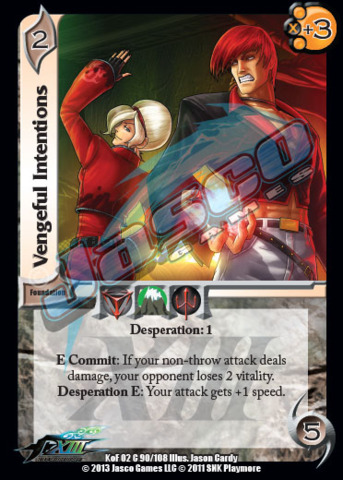 2
+3
Vengeful Intentions
Jasco
GAMES
Foundation
Desperation: 1
E Commit: If your non-throw attack deals
damage, your opponent loses 2 vitality.
Desperation E: Your attack gets +1 speed.
XIII
5
KoF 02 C 90/108 Illus. Jason Cardy
© 2013 Jasco Games LLC © 2011 SNK Playmore